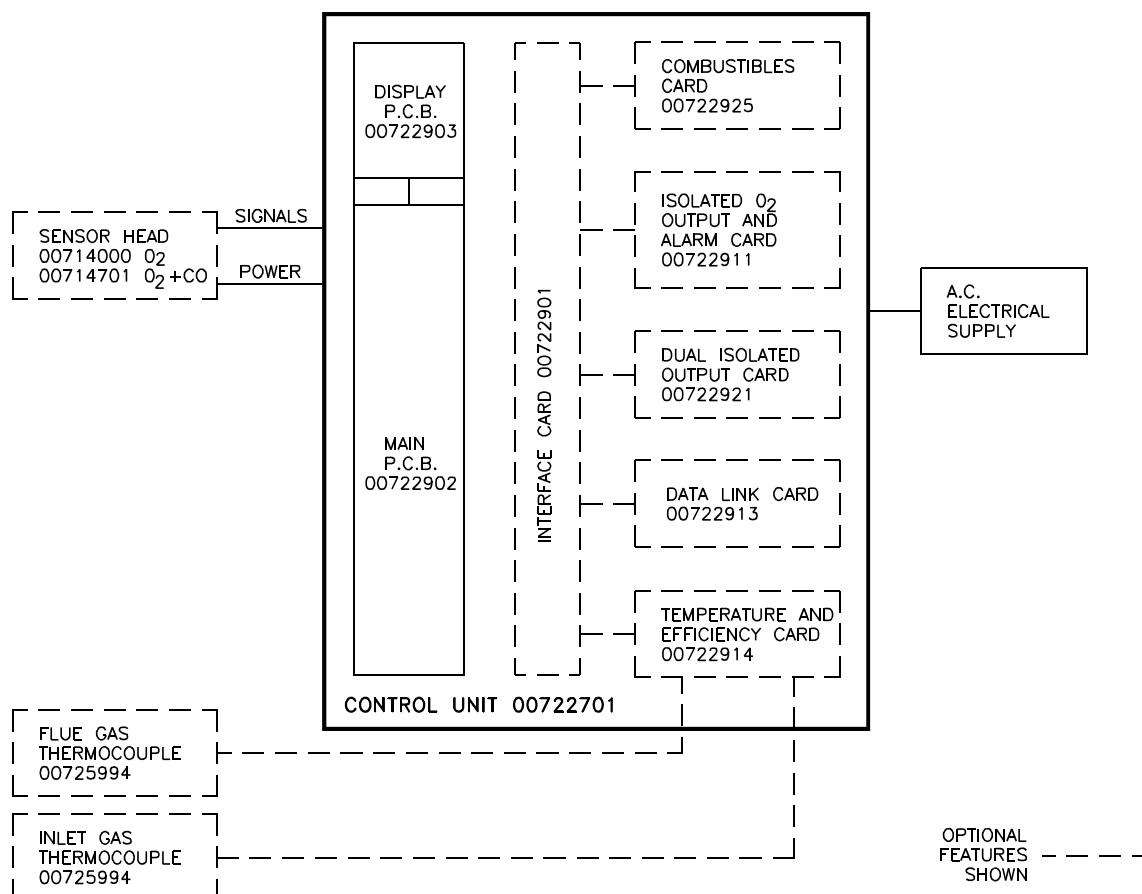 DISPLAY
P.C.B.
00722903
COMBUSTIBLES
CARD
00722925
ISOLATED O2
OUTPUT AND
ALARM CARD
00722911
SIGNALS
SENSOR HEAD
00714000 O2
00714701 O2+CO
POWER
A.C.
ELECTRICAL
SUPPLY
INTERFACE CARD 00722901
DUAL ISOLATED
OUTPUT CARD
00722921
MAIN
P.C.B.
00722902
DATA LINK CARD
00722913
TEMPERATURE AND
EFFICIENCY CARD
00722914
CONTROL UNIT 00722701
FLUE GAS
THERMOCOUPLE
00725994
INLET GAS
THERMOCOUPLE
00725994
OPTIONAL
FEATURES
SHOWN